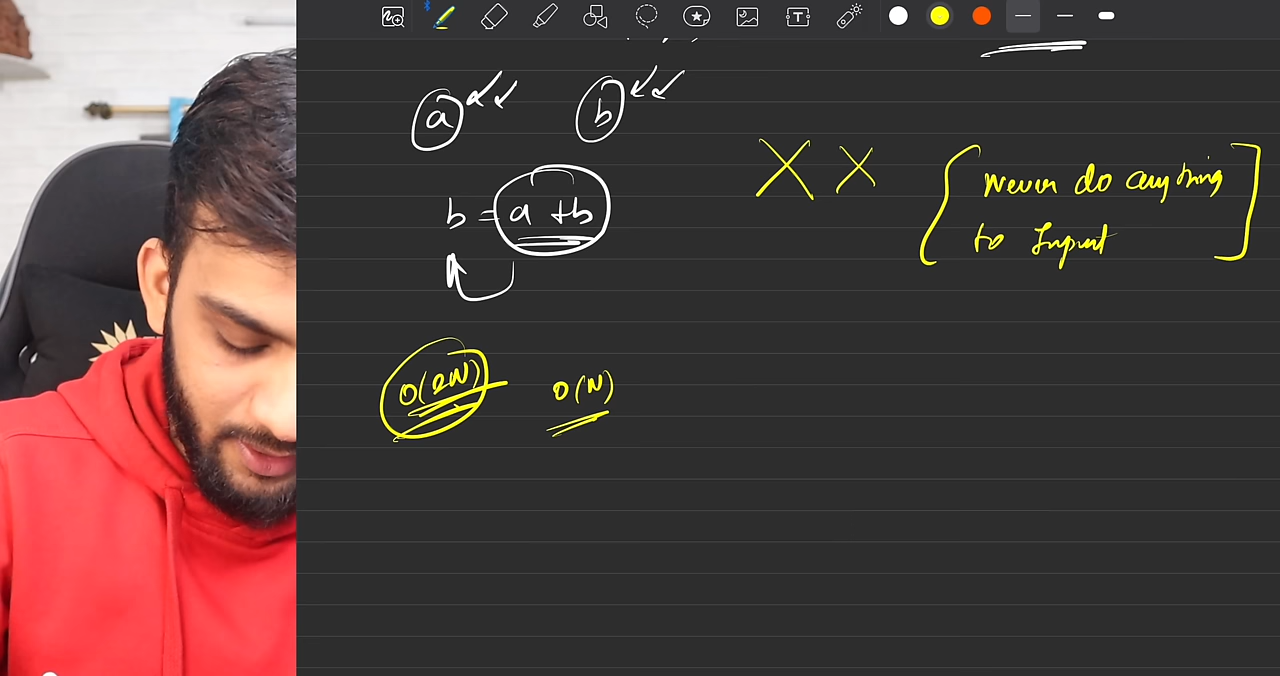 a b
b = a + b
X X
Never do anything
to Input
O(2N) O(N)